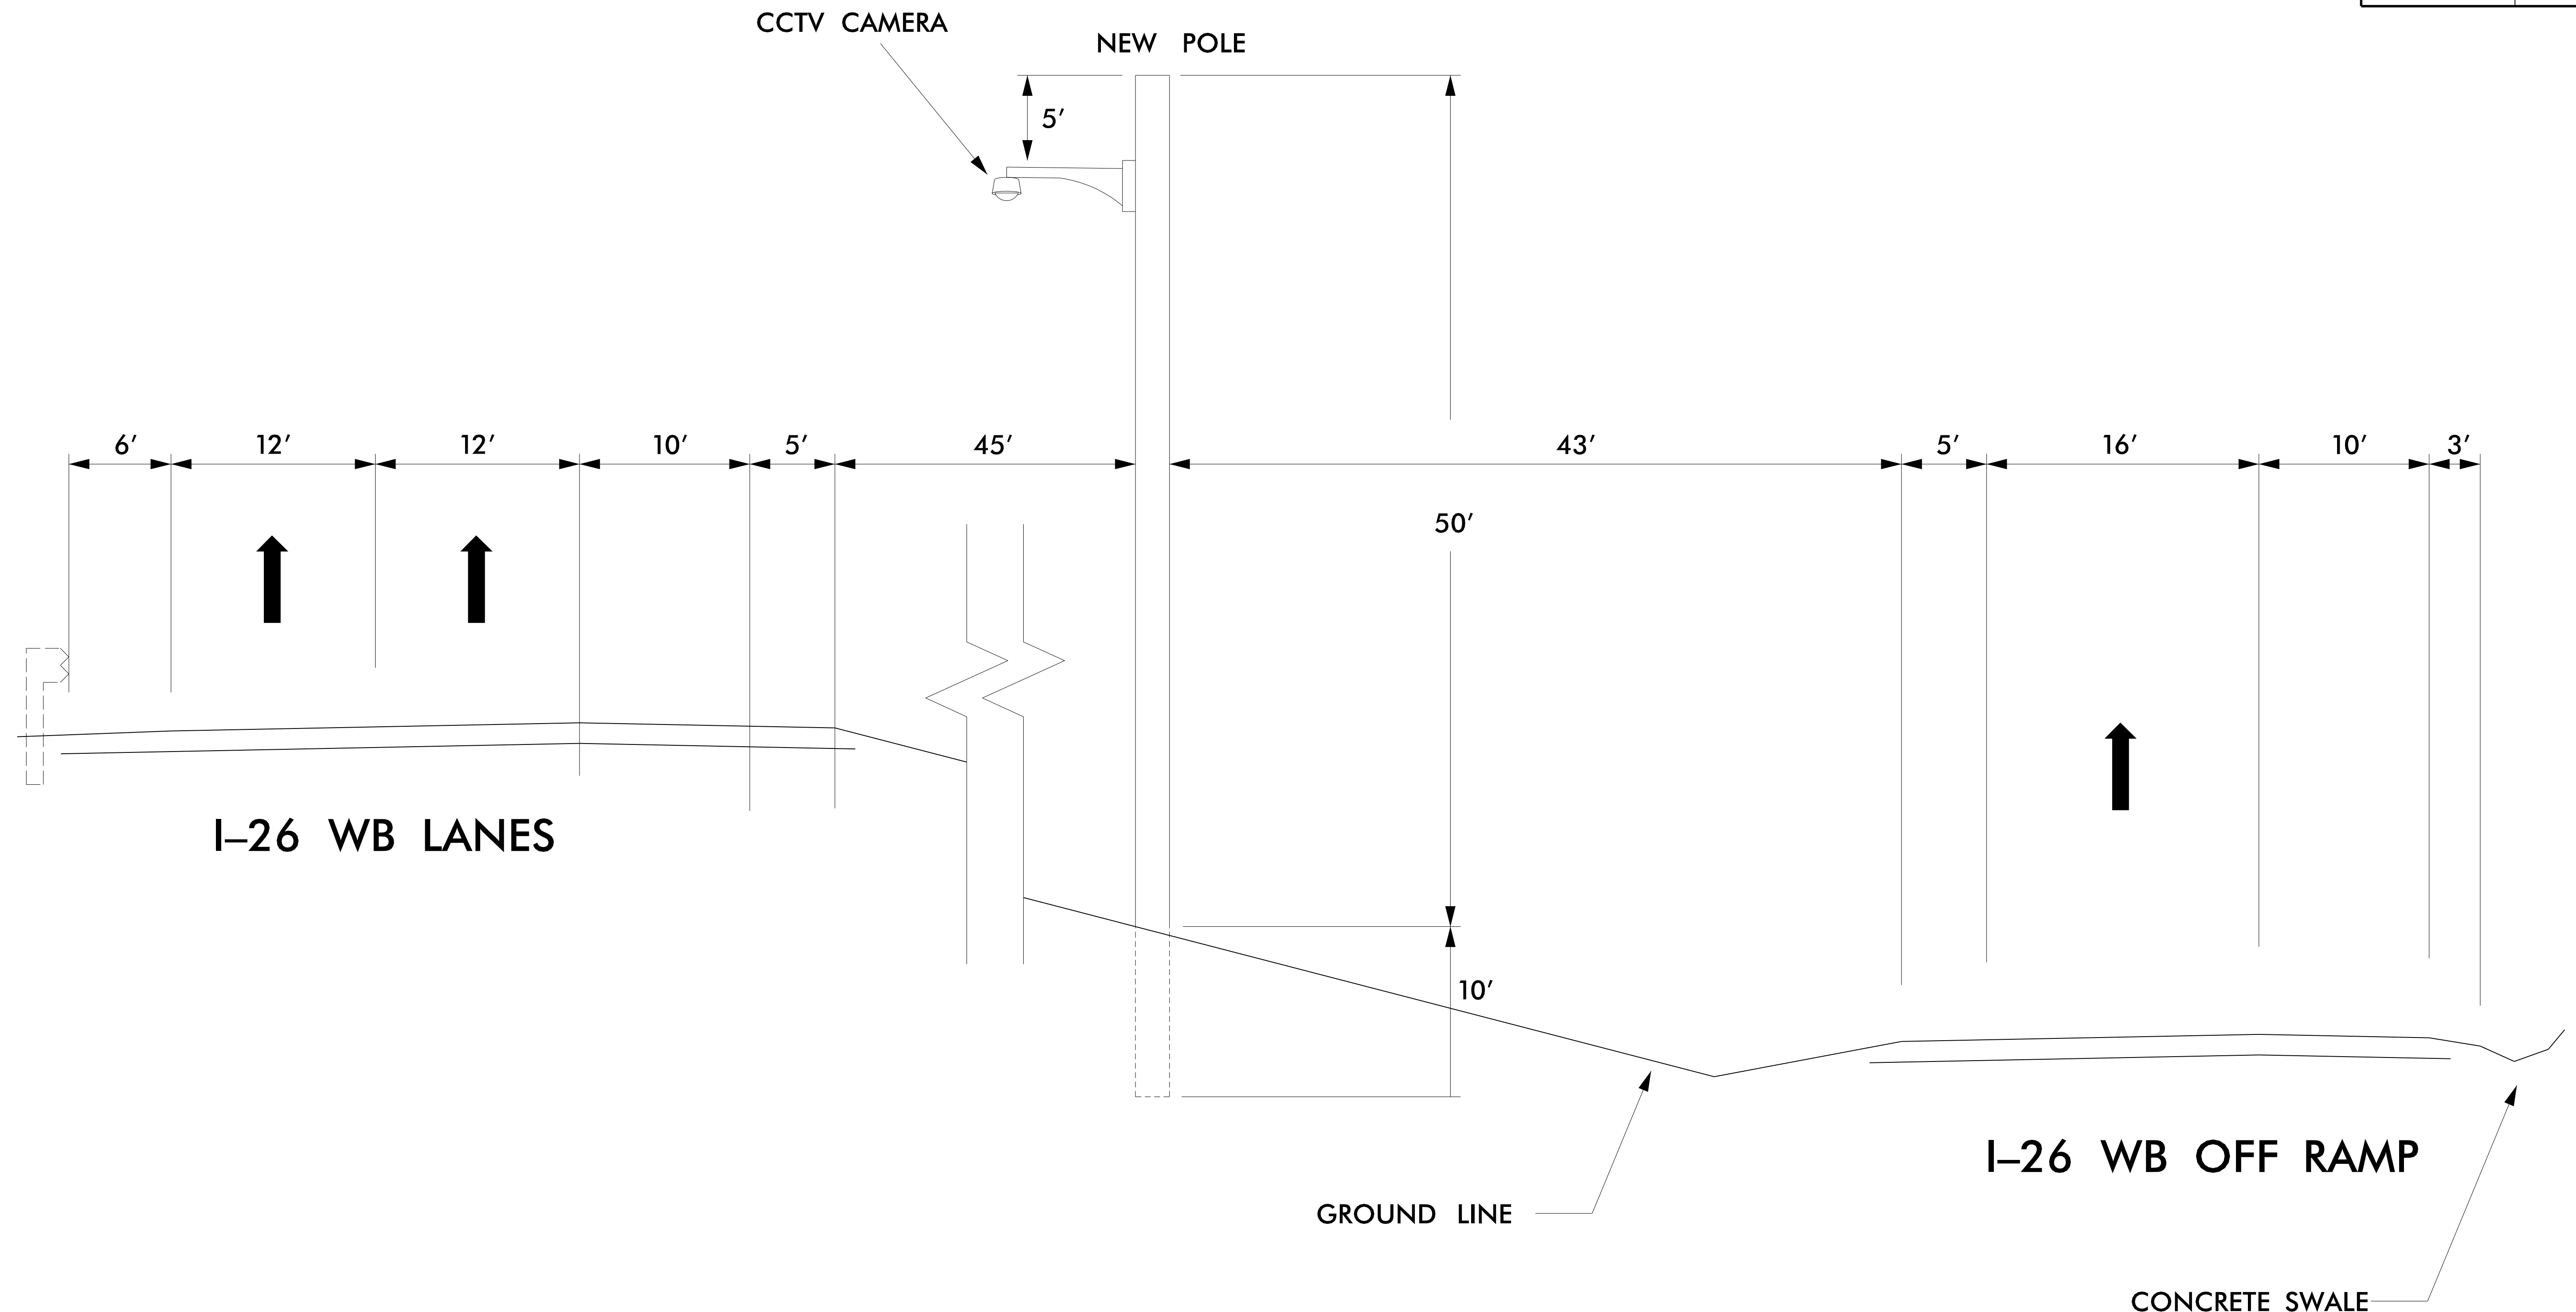 CCTV CAMERA
NEW POLE
5′
6′ 12′ 12′ 10′ 5′ 45′ 43′ 5′ 16′ 10′ 3′
50′
I–26 WB LANES
10′
I–26 WB OFF RAMP
GROUND LINE
CONCRETE SWALE